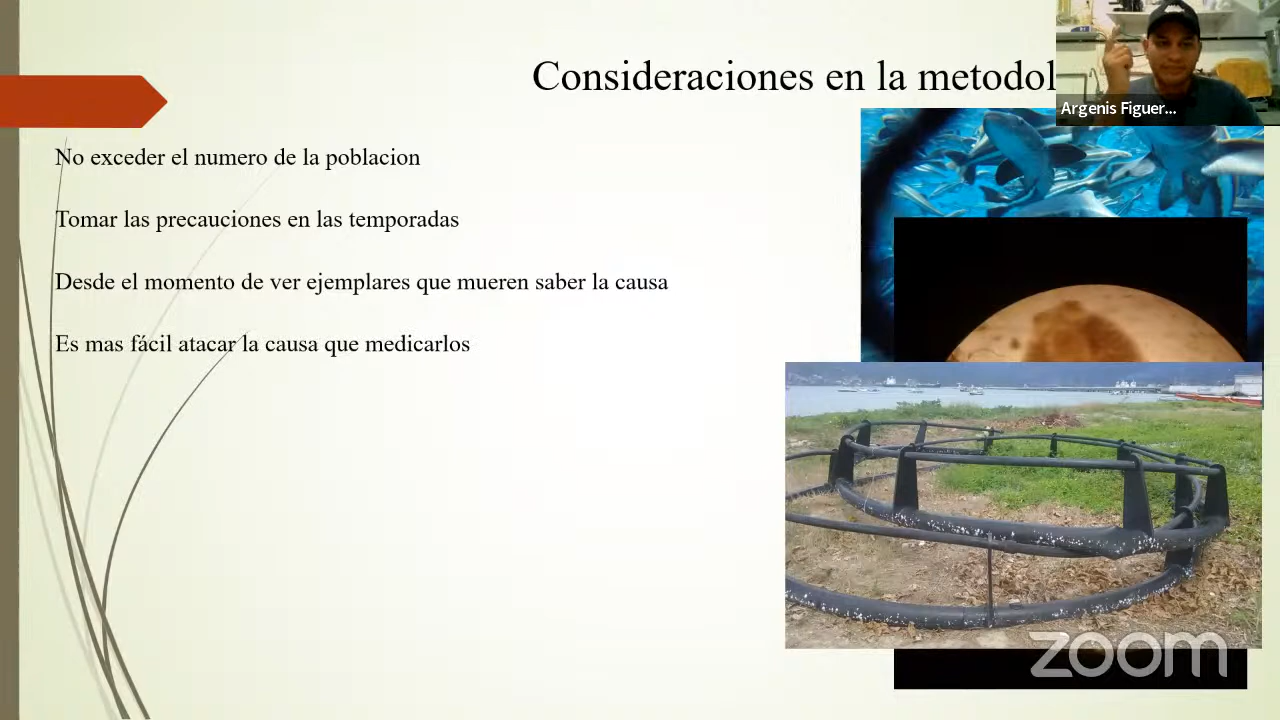 Consideraciones en la metodol
Argenis Figuer...
No exceder el numero de la poblacion
Tomar las precauciones en las temporadas
Desde el momento de ver ejemplares que mueren saber la causa
Es mas fácil atacar la causa que medicarlos
zoom